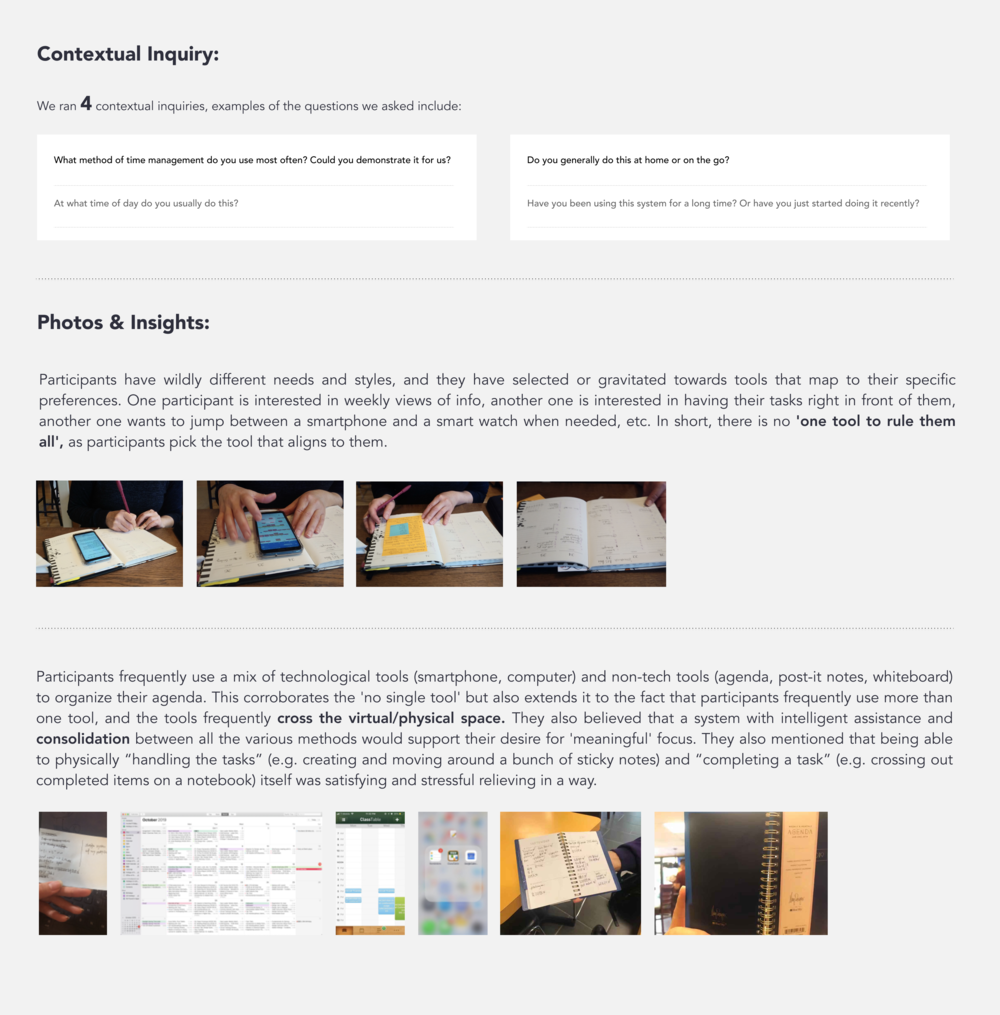 Contextual Inquiry:
We ran 4 contextual inquiries, examples of the questions we asked include:
What method of time management do you use most often? Could you demonstrate it for us?
At what time of day do you usually do this?
Do you generally do this at home or on the go?
Have you been using this system for a long time? Or have you just started doing it recently?
Photos & Insights:
Participants have wildly different needs and styles, and they have selected or gravitated towards tools that map to their specific
preferences. One participant is interested in weekly views of info, another one is interested in having their tasks right in front of them,
another one wants to jump between a smartphone and a smart watch when needed, etc. In short, there is no 'one tool to rule them
all', as participants pick the tool that aligns to them.
Participants frequently use a mix of technological tools (smartphone, computer) and non-tech tools (agenda, post-it notes, whiteboard)
to organize their agenda. This corroborates the 'no single tool' but also extends it to the fact that participants frequently use more than
one tool, and the tools frequently cross the virtual/physical space. They also believed that a system with intelligent assistance and
consolidation between all the various methods would support their desire for 'meaningful' focus. They also mentioned that being able
to physically “handling the tasks” (e.g. creating and moving around a bunch of sticky notes) and “completing a task” (e.g. crossing out
completed items on a notebook) itself was satisfying and stressful relieving in a way.
October
ClassTable
AGENDA